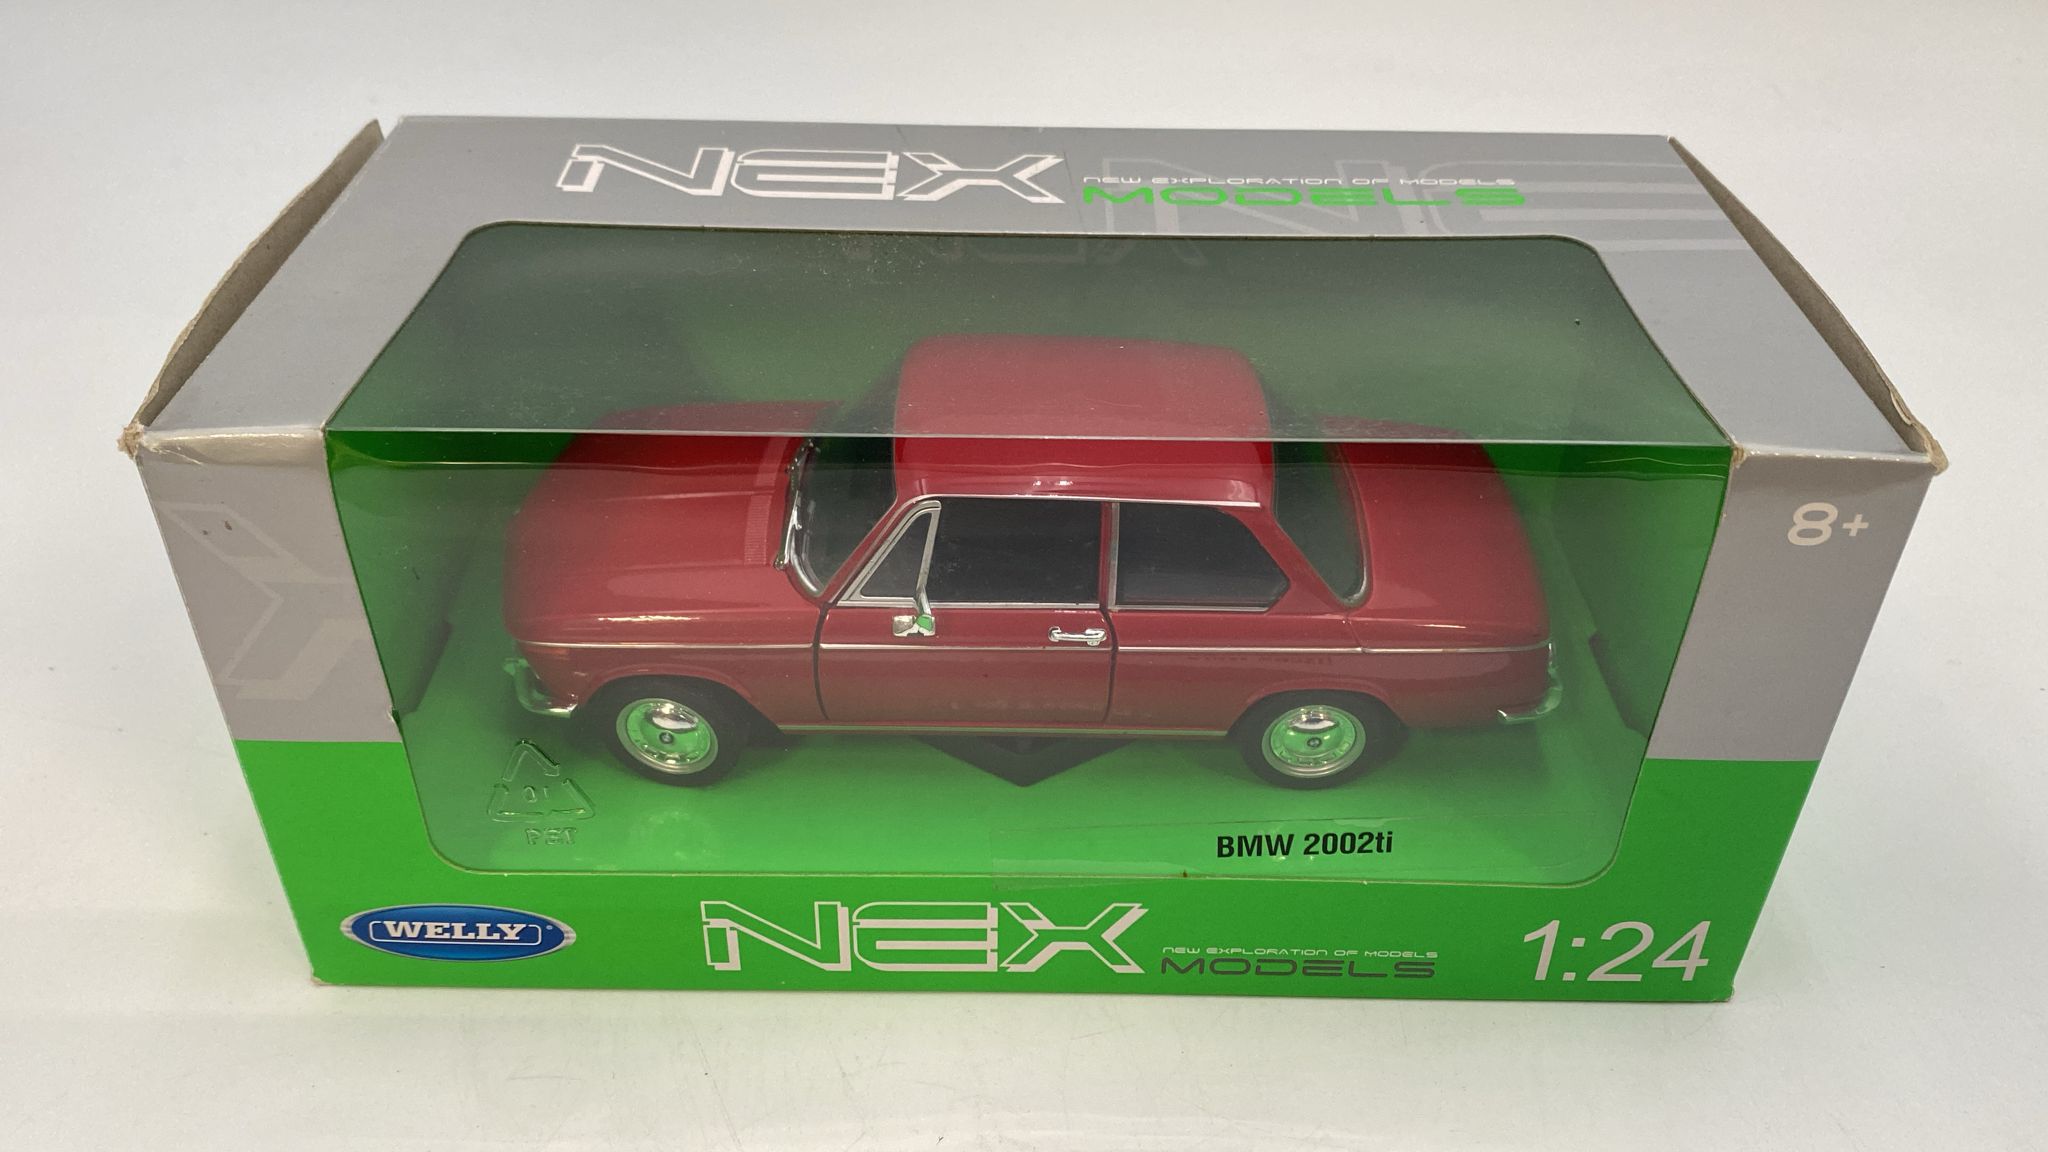 NEX
NEW EXPLORATION OF MODELS
MODELS
8+
01
PET
BMW 2002ti
WELLY
NEX
NEW EXPLORATION OF MODELS
MODELS
1:24